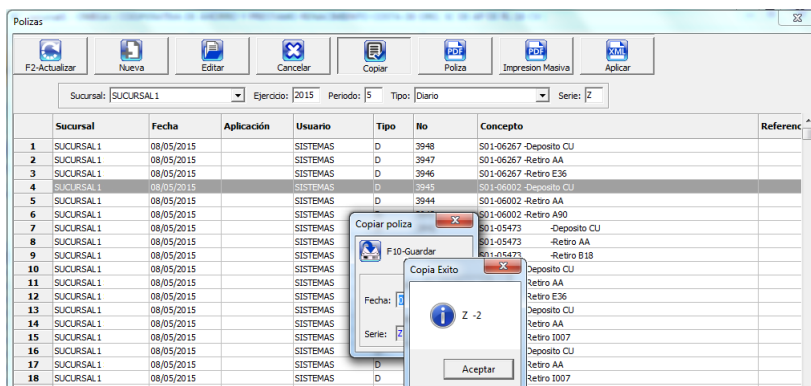 Polizas
F2-Actualizar Nueva Editar Cancelar Copiar Poliza Impresion Masiva Aplicar
Sucursal: SUCURSAL1 Ejercicio: 2015 Periodo: 5 Tipo: Diario Serie: Z
Sucursal Fecha Aplicación Usuario Tipo No Concepto Referenc
1 SUCURSAL1 08/05/2015 SISTEMAS D 3948 S01-06267 -Deposito CU
2 SUCURSAL1 08/05/2015 SISTEMAS D 3947 S01-06267 -Retiro AA
3 SUCURSAL1 08/05/2015 SISTEMAS D 3946 S01-06267 -Retiro E36
4 SUCURSAL1 08/05/2015 SISTEMAS D 3945 S01-06002 -Deposito CU
5 SUCURSAL1 08/05/2015 SISTEMAS D 3944 S01-06002 -Retiro AA
6 SUCURSAL1 08/05/2015 SISTEMAS S01-06002 -Retiro A90
7 SUCURSAL1 08/05/2015 SISTEMAS S01-05473 -Deposito CU
8 SUCURSAL1 08/05/2015 SISTEMAS S01-05473 -Retiro AA
9 SUCURSAL1 08/05/2015 SISTEMAS S01-05473 -Retiro B18
10 SUCURSAL1 08/05/2015 SISTEMAS Deposito CU
11 SUCURSAL1 08/05/2015 SISTEMAS Retiro AA
12 SUCURSAL1 08/05/2015 SISTEMAS Retiro E36
13 SUCURSAL1 08/05/2015 SISTEMAS Deposito CU
14 SUCURSAL1 08/05/2015 SISTEMAS Retiro AA
15 SUCURSAL1 08/05/2015 SISTEMAS Retiro I007
16 SUCURSAL1 08/05/2015 SISTEMAS Deposito CU
17 SUCURSAL1 08/05/2015 SISTEMAS D Retiro AA
18 SUCURSAL1 08/05/2015 SISTEMAS D Retiro I007
Copiar poliza
F10-Guardar
Fecha: 0
Serie: Z
Copia Exito
Z -2
Aceptar